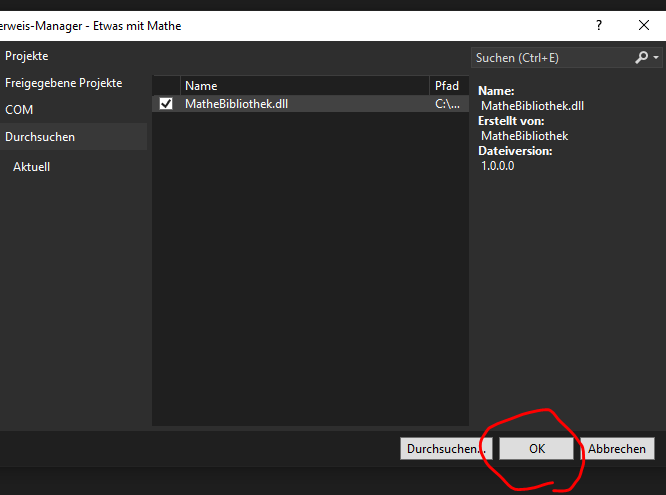 erweis-Manager - Etwas mit Mathe
?
Projekte
Freigegebene Projekte
COM
Durchsuchen
Aktuell
Name Pfad
MatheBibliothek.dll C:\...
Suchen (Ctrl+E)
Name:
MatheBibliothek.dll
Erstellt von:
MatheBibliothek
Dateiversion:
1.0.0.0
Durchsuchen... OK Abbrechen